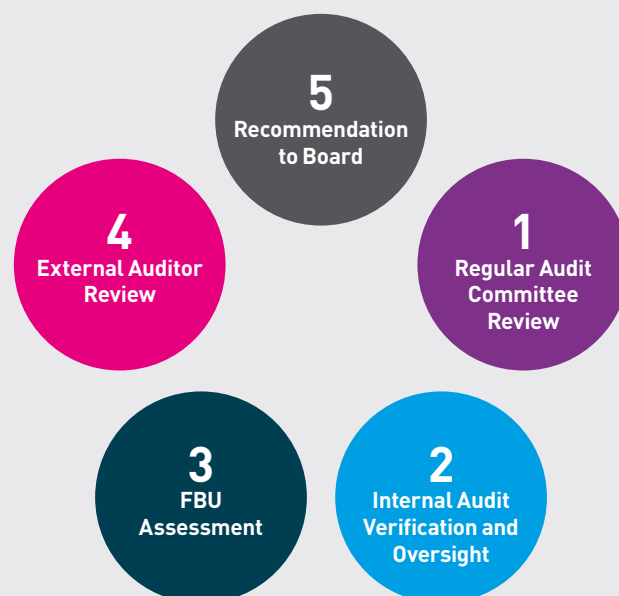 5
Recommendation
to Board
4
External Auditor
Review
1
Regular Audit
Committee
Review
3
FBU
Assessment
2
Internal Audit
Verification and
Oversight